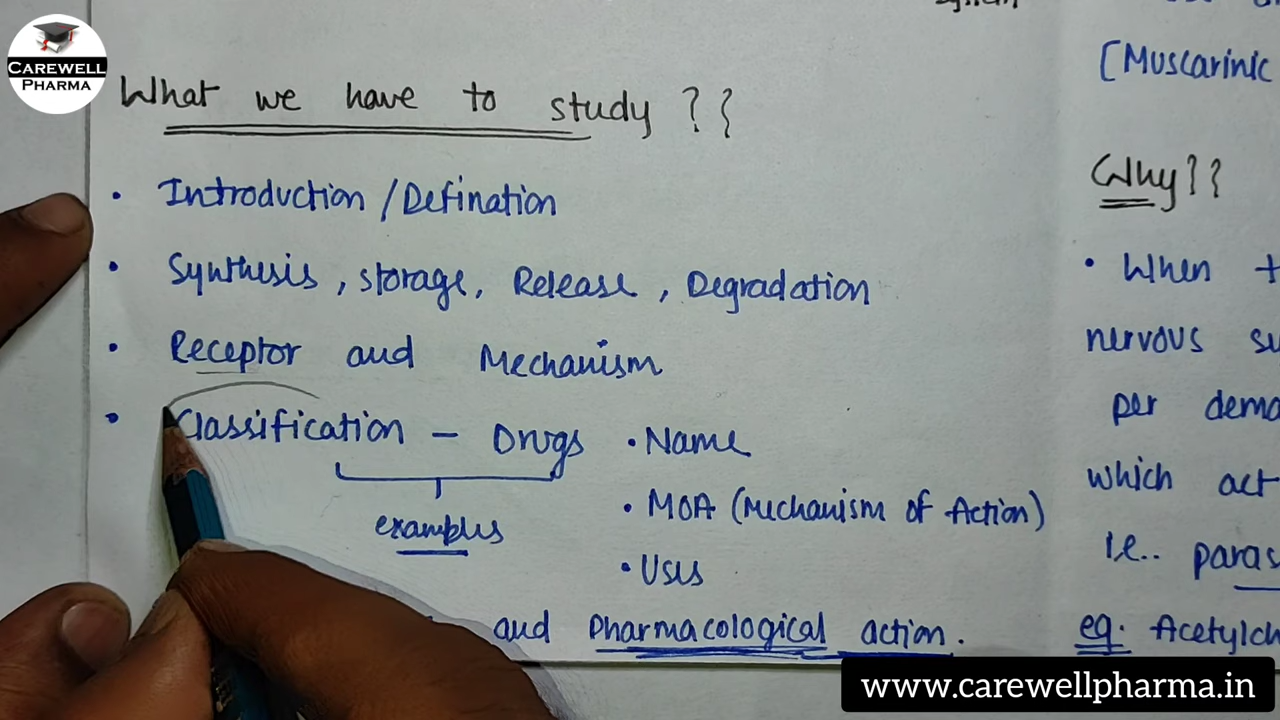 CAREWELL
PHARMA
What we have to study ??
• Introduction / Defination
• Synthesis, storage, Release, Degradation
• Receptor and Mechanism
• Classification - Drugs • Name
examples
• MOA (Mechanism of Action)
• Uses
and Pharmacological action.
[Muscarinic
Why??
• When
nervous
per
which act
i.e..
eg.
www.carewellpharma.in